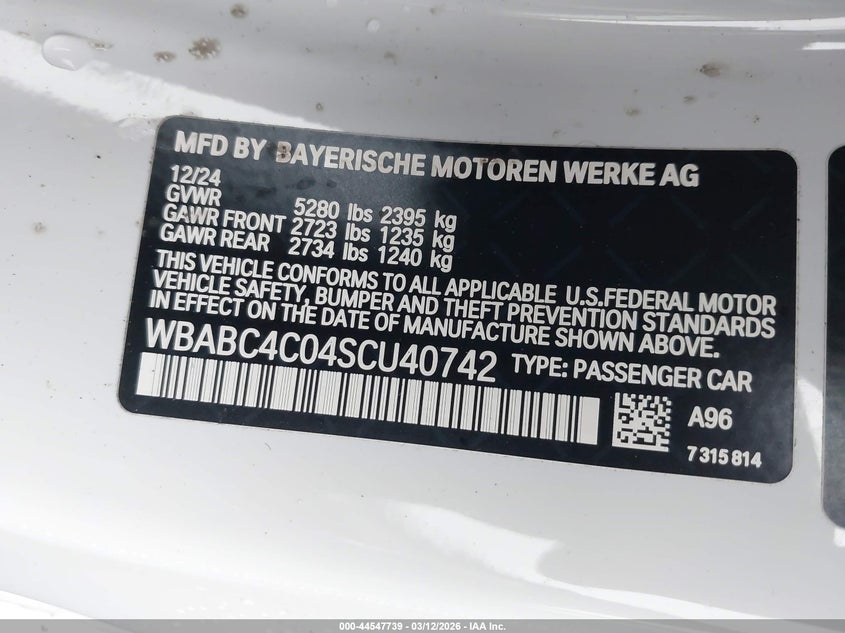 MFD BY BAYERISCHE MOTOREN WERKE AG
12/24
GVWR 5280 lbs 2395 kg
GAWR FRONT 2723 lbs 1235 kg
GAWR REAR 2734 lbs 1240 kg
THIS VEHICLE CONFORMS TO ALL APPLICABLE U.S.FEDERAL MOTOR
VEHICLE SAFETY, BUMPER AND THEFT PREVENTION STANDARDS
IN EFFECT ON THE DATE OF MANUFACTURE SHOWN ABOVE.
WBABC4C04SCU40742 TYPE: PASSENGER CAR
A96
7315814
000-44547739 - 03/12/2026 - IAA Inc.